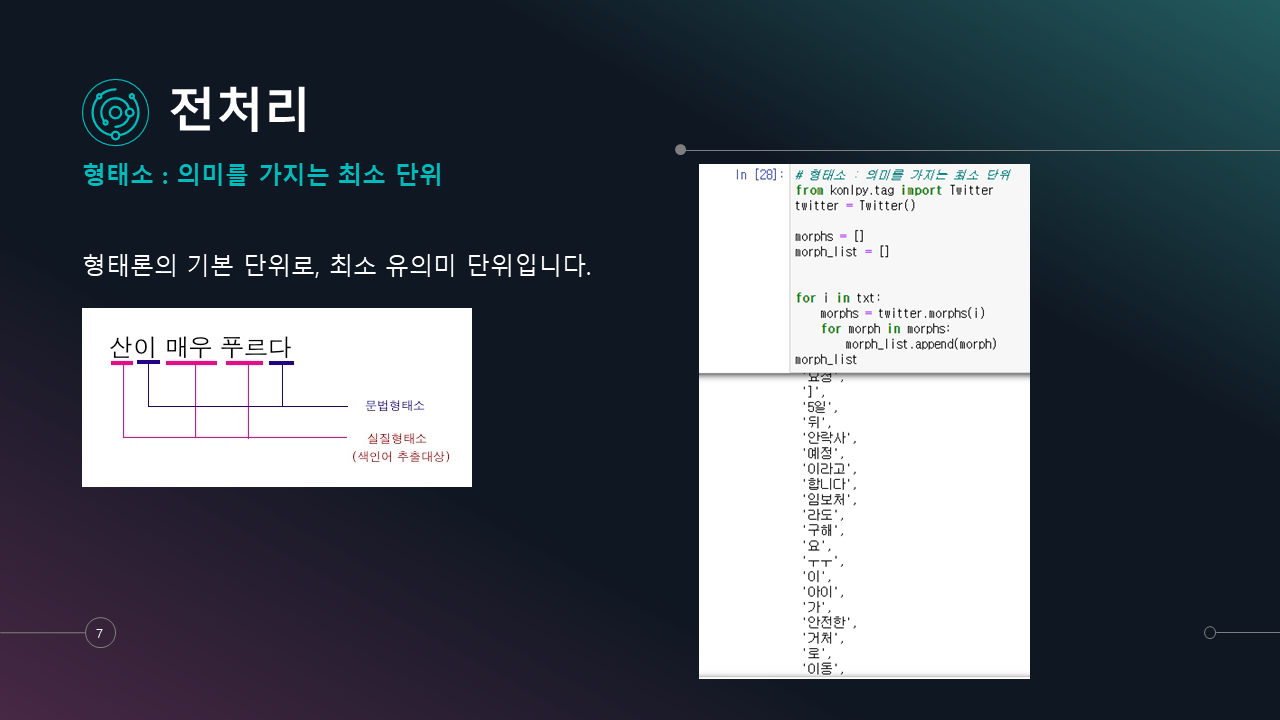 전처리
형태소 : 의미를 가지는 최소 단위
형태론의 기본 단위로, 최소 유의미 단위입니다.
산이 매우 푸르다
문법형태소
실질형태소
(색인어 추출대상)
7
In [28]: # 형태소 : 의미를 가지는 최소 단위
from konlpy.tag import Twitter
twitter = Twitter()
morphs = []
morph_list = []
for i in txt:
morphs = twitter.morphs(i)
for morph in morphs:
morph_list.append(morph)
morph_list
']',
'5일',
'뒤',
'안락사',
'예정',
'이라고',
'합니다',
'임보처',
'라도',
'구해',
'요',
'ㅜㅜ',
'이',
'아이',
'가',
'안전한',
'거처',
'로',
'이동',